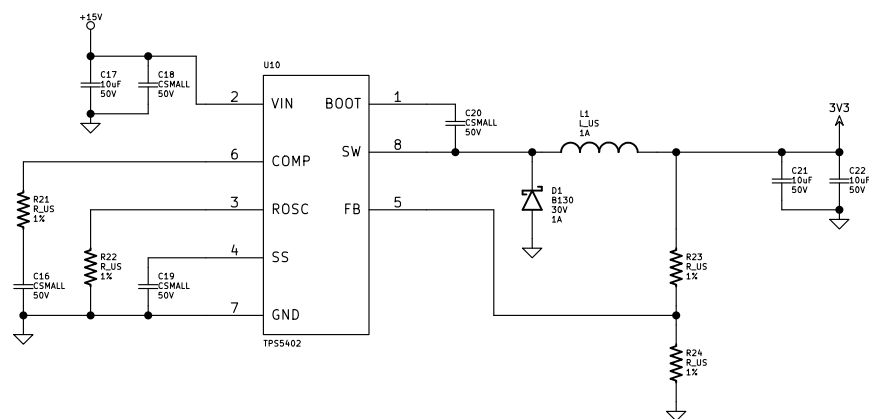 +15V
C17
10uF
50V
C18
CSMALL
50V
U10
2
VIN
BOOT
1
C20
CSMALL
50V
L1
L_US
1A
3V3
6
COMP
SW
8
C21
10uF
50V
C22
10uF
50V
R21
R_US
1%
3
ROSC
FB
5
D1
B130
30V
1A
R22
R_US
1%
4
SS
R23
R_US
1%
C16
CSMALL
50V
C19
CSMALL
50V
7
GND
TPS5402
R24
R_US
1%